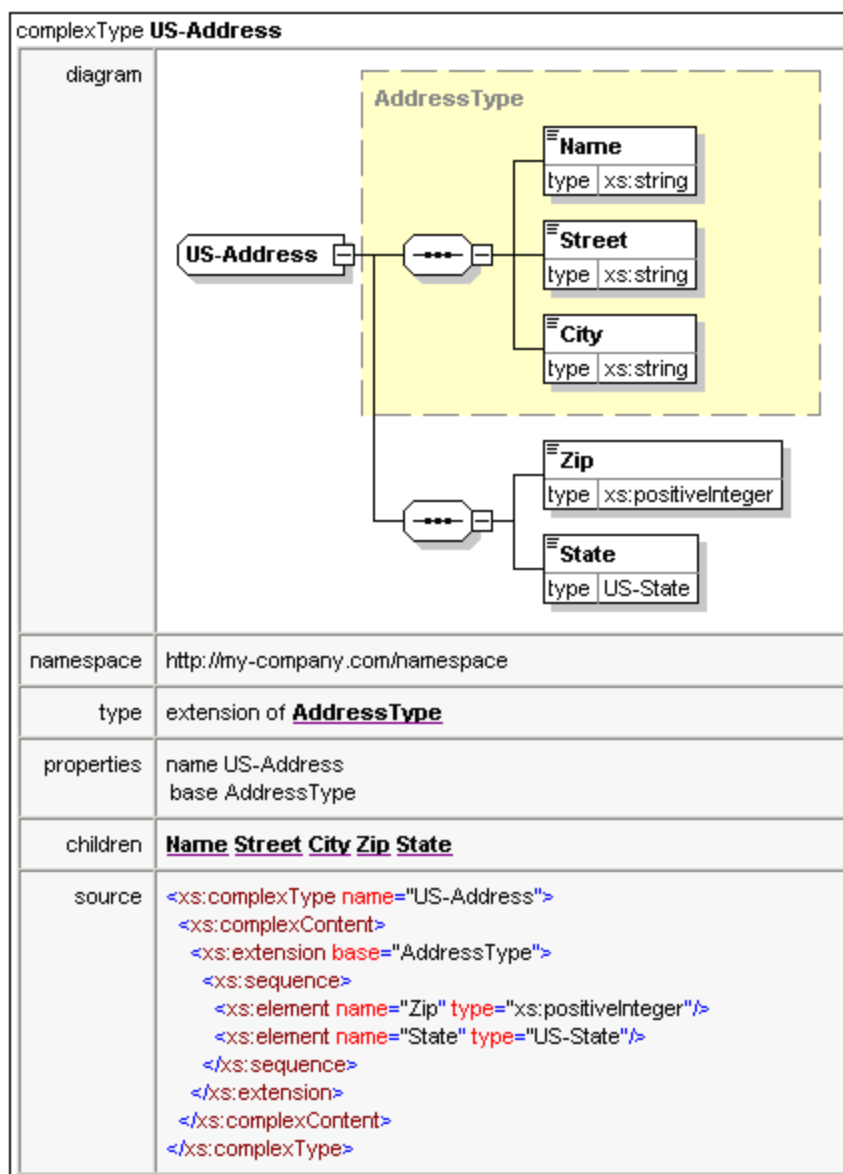 complexType US-Address
diagram
AddressType
Name
type xs:string
US-Address
Street
type xs:string
City
type xs:string
Zip
type xs:positiveInteger
State
type US-State
namespace http://my-company.com/namespace
type extension of AddressType
properties name US-Address
base AddressType
children Name Street City Zip State
source <xs:complexType name="US-Address">
<xs:complexContent>
<xs:extension base="AddressType">
<xs:sequence>
<xs:element name="Zip" type="xs:positiveInteger"/>
<xs:element name="State" type="US-State"/>
</xs:sequence>
</xs:extension>
</xs:complexContent>
</xs:complexType>